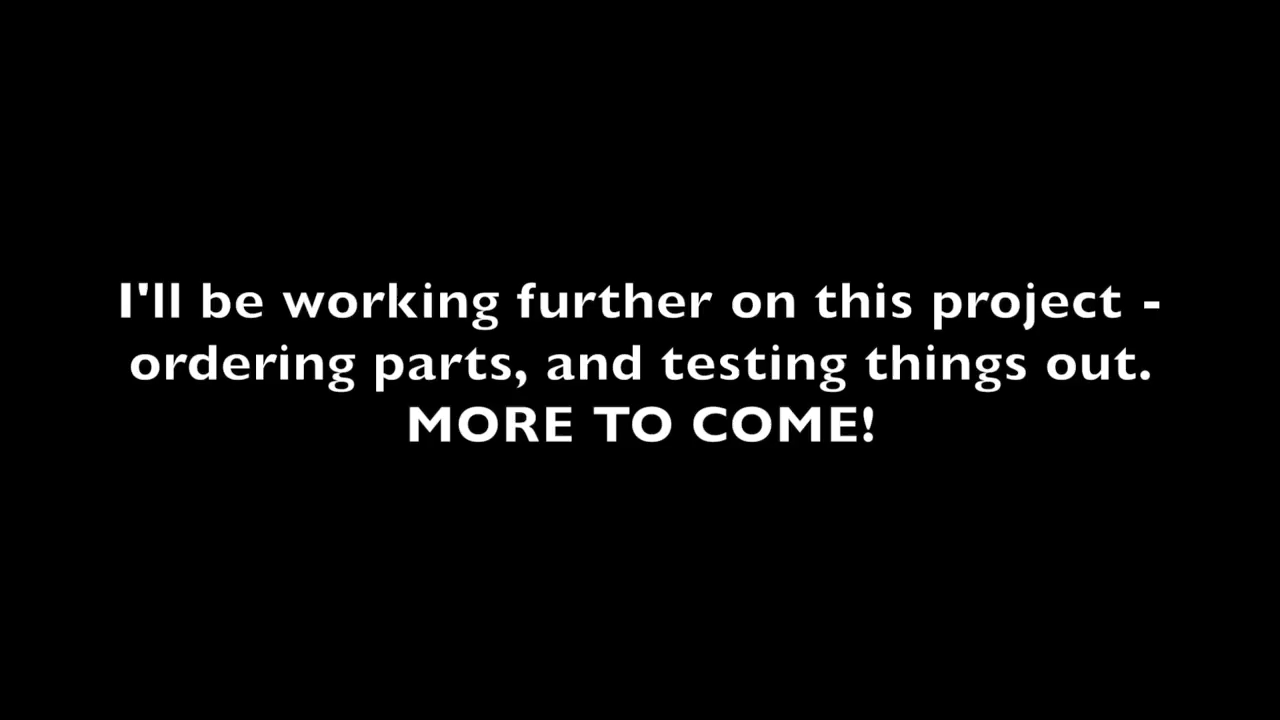 I'll be working further on this project -
ordering parts, and testing things out.
MORE TO COME!